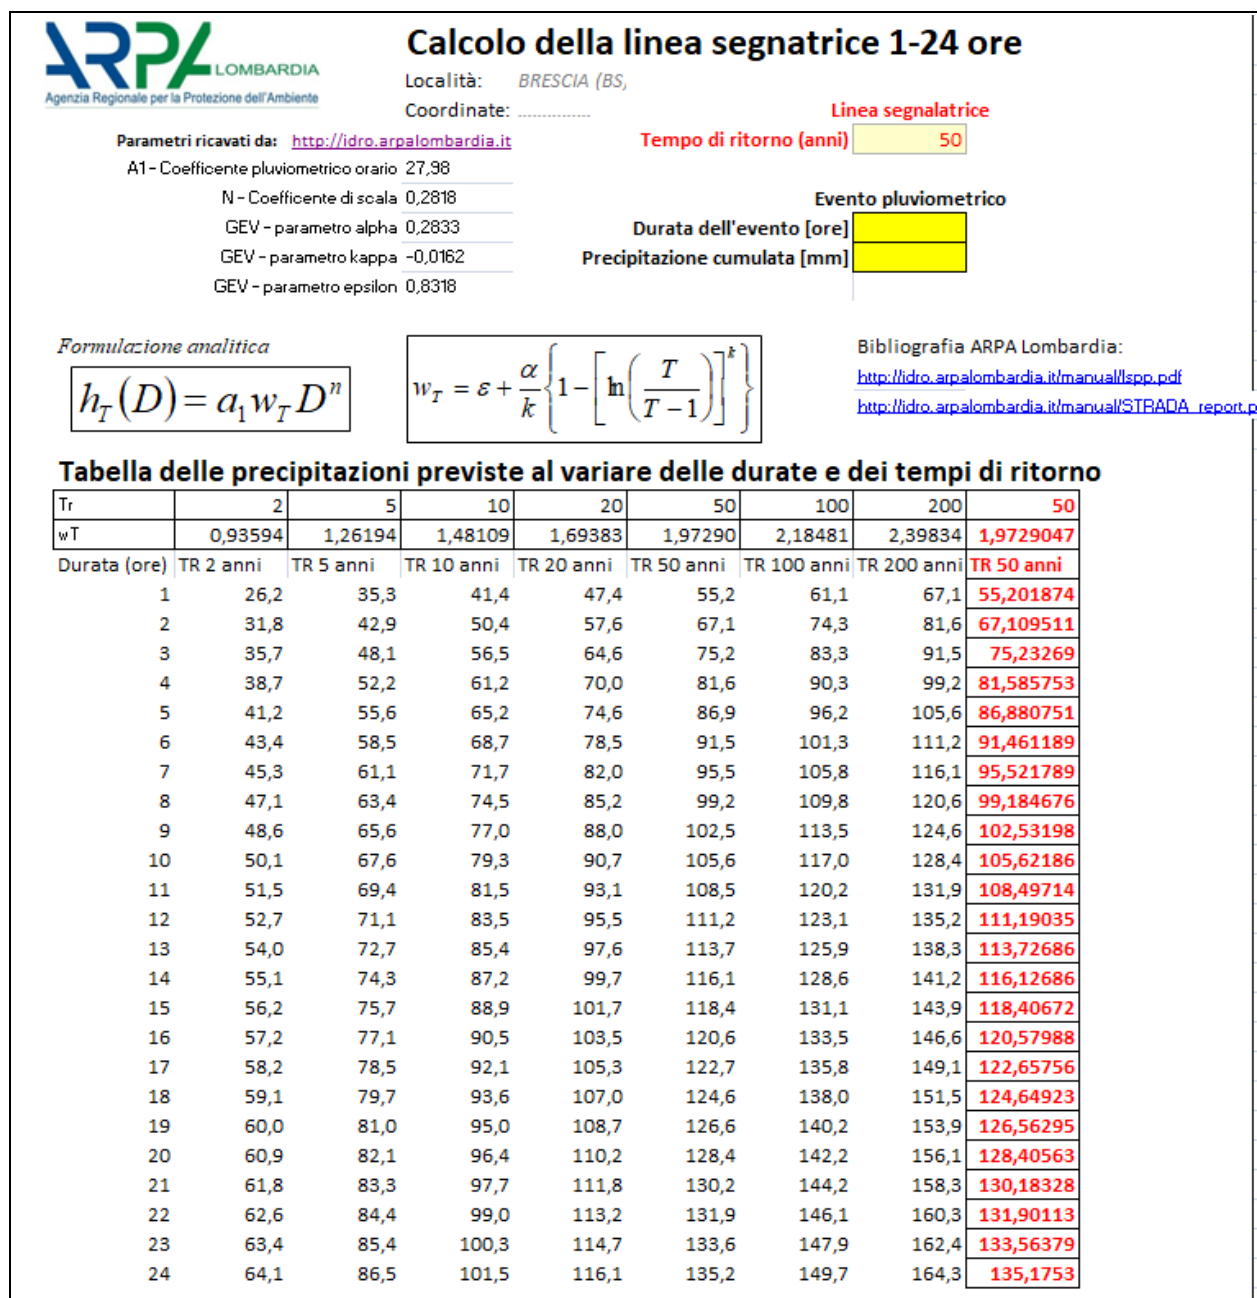 ARPA LOMBARDIA
Agenzia Regionale per la Protezione dell'Ambiente
Calcolo della linea segnatrice 1-24 ore
Località: BRESCIA (BS,
Coordinate: ................
Linea segnalatrice
Parametri ricavati da: http://idro.arpalombardia.it
Tempo di ritorno (anni) 50
A1 - Coefficente pluviometrico orario 27,98
N - Coefficente di scala 0,2818
Evento pluviometrico
GEV - parametro alpha 0,2833
Durata dell'evento [ore]
GEV - parametro kappa -0,0162
Precipitazione cumulata [mm]
GEV - parametro epsilon 0,8318
Formulazione analitica
h_T(D) = a_1 w_T D^n
w_T = ε + α/k {1 - [ln(T/(T-1))]^k}
Bibliografia ARPA Lombardia:
http://idro.arpalombardia.it/manual/lspp.pdf
http://idro.arpalombardia.it/manual/STRADA_report.p
Tabella delle precipitazioni previste al variare delle durate e dei tempi di ritorno
Tr 2 5 10 20 50 100 200 50
wT 0,93594 1,26194 1,48109 1,69383 1,97290 2,18481 2,39834 1,9729047
Durata (ore) TR 2 anni TR 5 anni TR 10 anni TR 20 anni TR 50 anni TR 100 anni TR 200 anni TR 50 anni
1 26,2 35,3 41,4 47,4 55,2 61,1 67,1 55,201874
2 31,8 42,9 50,4 57,6 67,1 74,3 81,6 67,109511
3 35,7 48,1 56,5 64,6 75,2 83,3 91,5 75,23269
4 38,7 52,2 61,2 70,0 81,6 90,3 99,2 81,585753
5 41,2 55,6 65,2 74,6 86,9 96,2 105,6 86,880751
6 43,4 58,5 68,7 78,5 91,5 101,3 111,2 91,461189
7 45,3 61,1 71,7 82,0 95,5 105,8 116,1 95,521789
8 47,1 63,4 74,5 85,2 99,2 109,8 120,6 99,184676
9 48,6 65,6 77,0 88,0 102,5 113,5 124,6 102,53198
10 50,1 67,6 79,3 90,7 105,6 117,0 128,4 105,62186
11 51,5 69,4 81,5 93,1 108,5 120,2 131,9 108,49714
12 52,7 71,1 83,5 95,5 111,2 123,1 135,2 111,19035
13 54,0 72,7 85,4 97,6 113,7 125,9 138,3 113,72686
14 55,1 74,3 87,2 99,7 116,1 128,6 141,2 116,12686
15 56,2 75,7 88,9 101,7 118,4 131,1 143,9 118,40672
16 57,2 77,1 90,5 103,5 120,6 133,5 146,6 120,57988
17 58,2 78,5 92,1 105,3 122,7 135,8 149,1 122,65756
18 59,1 79,7 93,6 107,0 124,6 138,0 151,5 124,64923
19 60,0 81,0 95,0 108,7 126,6 140,2 153,9 126,56295
20 60,9 82,1 96,4 110,2 128,4 142,2 156,1 128,40563
21 61,8 83,3 97,7 111,8 130,2 144,2 158,3 130,18328
22 62,6 84,4 99,0 113,2 131,9 146,1 160,3 131,90113
23 63,4 85,4 100,3 114,7 133,6 147,9 162,4 133,56379
24 64,1 86,5 101,5 116,1 135,2 149,7 164,3 135,1753